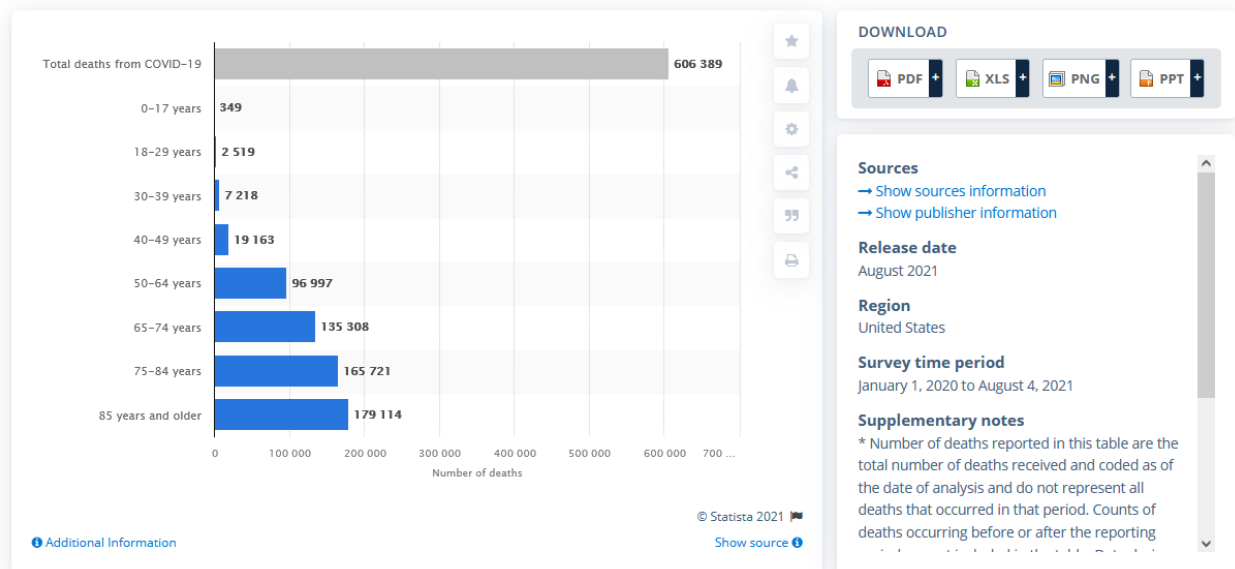 Total deaths from COVID-19
606 389
0-17 years
349
18-29 years
2 519
30-39 years
7 218
40-49 years
19 163
50-64 years
96 997
65-74 years
135 308
75-84 years
165 721
85 years and older
179 114
0 100 000 200 000 300 000 400 000 500 000 600 000 700 ...
Number of deaths
© Statista 2021
Additional Information
Show source
DOWNLOAD
PDF + XLS + PNG + PPT +
Sources
→ Show sources information
→ Show publisher information
Release date
August 2021
Region
United States
Survey time period
January 1, 2020 to August 4, 2021
Supplementary notes
* Number of deaths reported in this table are the
total number of deaths received and coded as of
the date of analysis and do not represent all
deaths that occurred in that period. Counts of
deaths occurring before or after the reporting